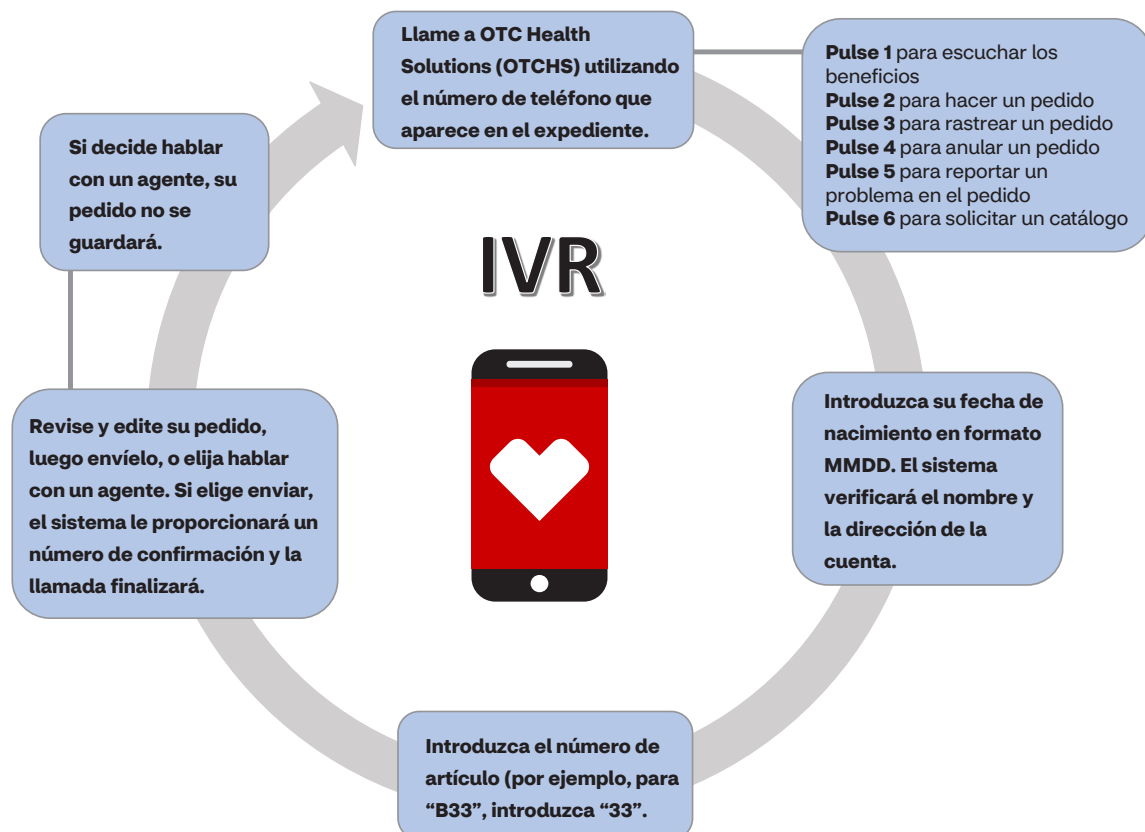 Llame a OTC Health
Solutions (OTCHS) utilizando
el número de teléfono que
aparece en el expediente.
Pulse 1 para escuchar los
beneficios
Pulse 2 para hacer un pedido
Pulse 3 para rastrear un pedido
Pulse 4 para anular un pedido
Pulse 5 para reportar un
problema en el pedido
Pulse 6 para solicitar un catálogo
Introduzca su fecha de
nacimiento en formato
MMDD. El sistema
verificará el nombre y
la dirección de la
cuenta.
Introduzca el número de
artículo (por ejemplo, para
“B33”, introduzca “33”.
Revise y edite su pedido,
luego envíelo, o elija hablar
con un agente. Si elige enviar,
el sistema le proporcionará un
número de confirmación y la
llamada finalizará.
Si decide hablar
con un agente, su
pedido no se
guardará.
IVR